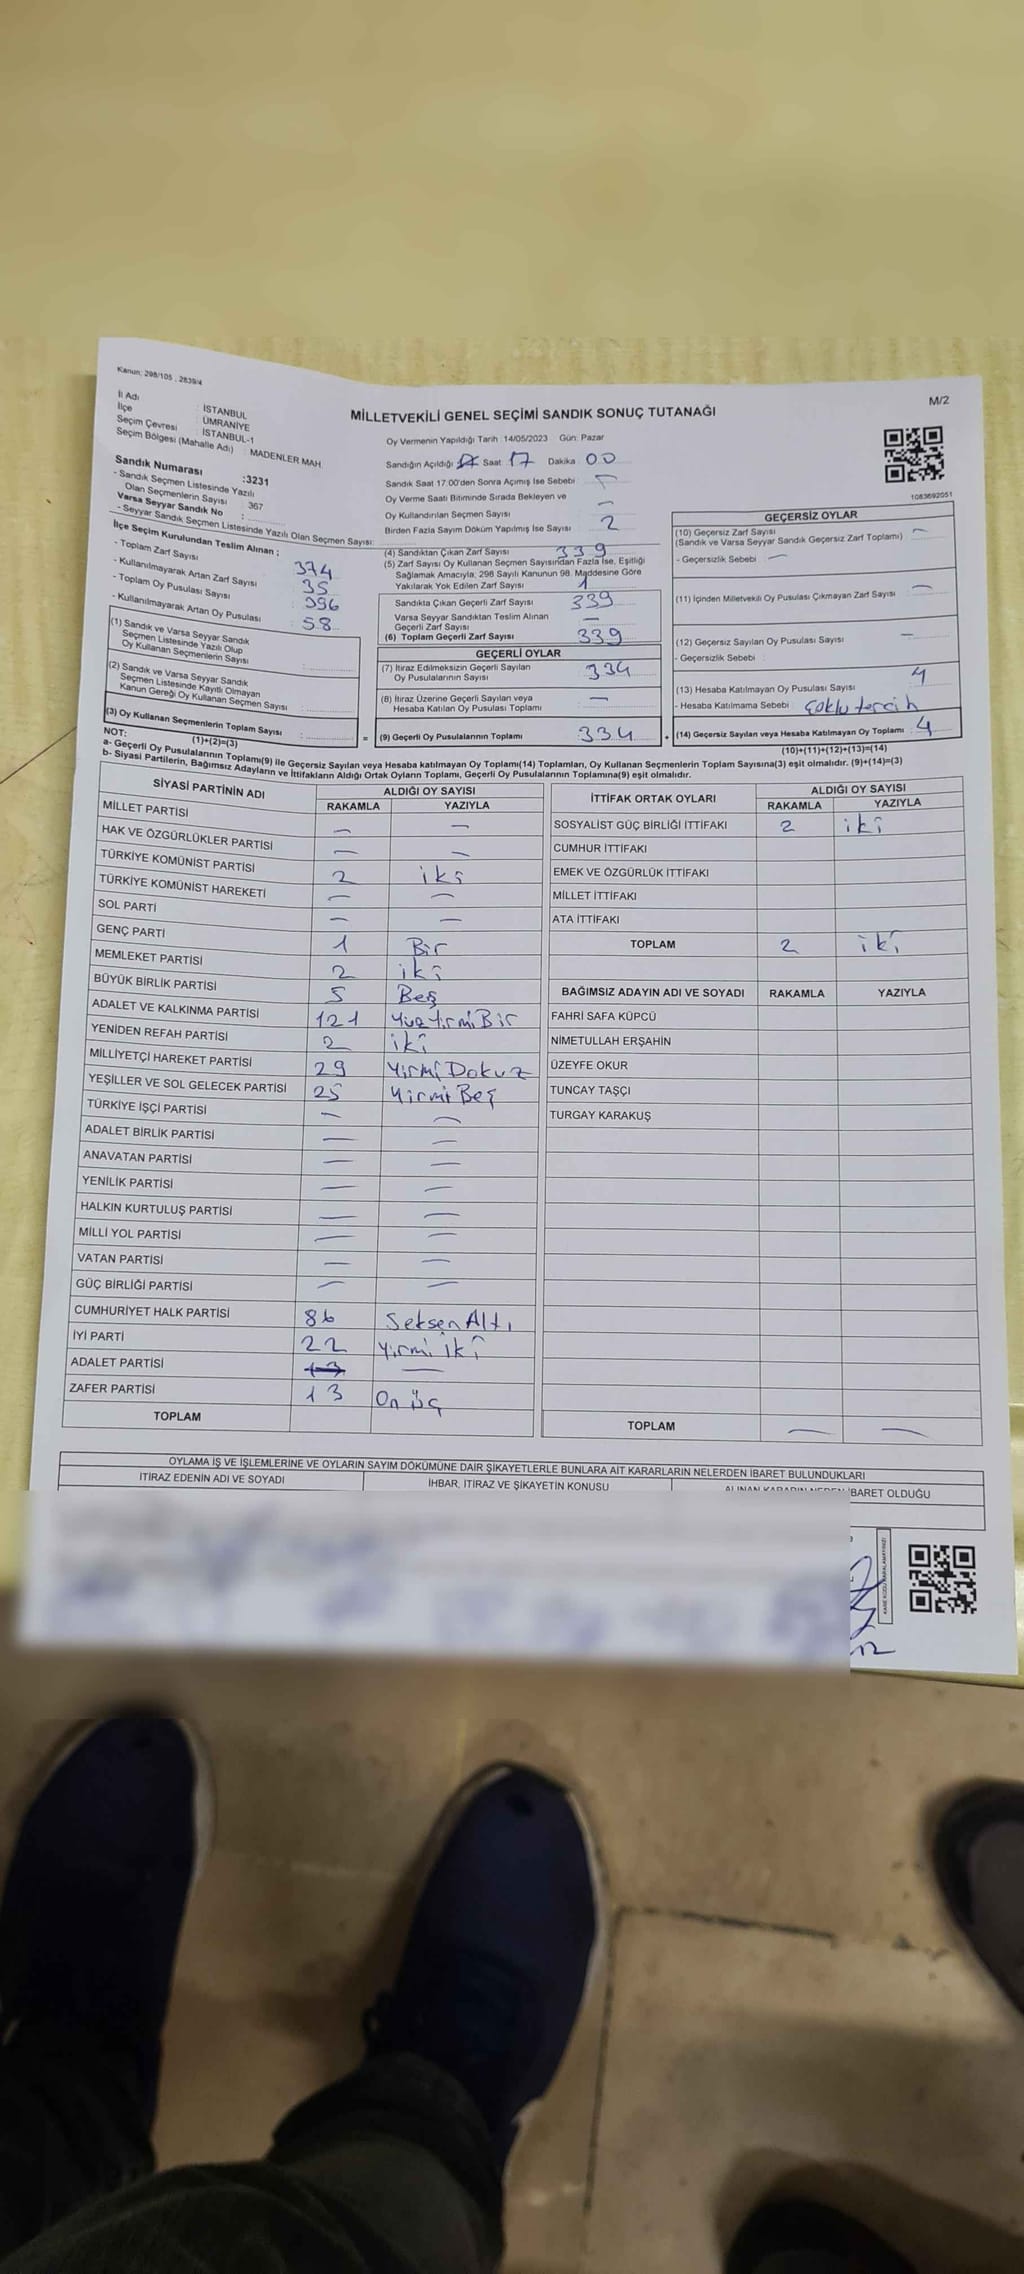 Kanun: 298/105 : 2839/4
M/2
İl Adı : İSTANBUL
İlçe : ÜMRANİYE
Seçim Çevresi : İSTANBUL-1
Seçim Bölgesi (Mahalle Adı) : MADENLER MAH.
MİLLETVEKİLİ GENEL SEÇİMİ SANDIK SONUÇ TUTANAĞI
Sandık Numarası :3231
- Sandık Seçmen Listesinde Yazılı
Olan Seçmenlerin Sayısı : 367
Varsa Seyyar Sandık No :
- Seyyar Sandık Seçmen Listesinde Yazılı Olan Seçmen Sayısı:
İlçe Seçim Kurulundan Teslim Alınan ;
- Toplam Zarf Sayısı 374
- Kullanılmayarak Artan Zarf Sayısı : 35
- Toplam Oy Pusulası Sayısı : 396
- Kullanılmayarak Artan Oy Pusulası : 58
(1) Sandık ve Varsa Seyyar Sandık
Seçmen Listesinde Yazılı Olup
Oy Kullanan Seçmenlerin Sayısı :
(2) Sandık ve Varsa Seyyar Sandık
Seçmen Listesinde Kayıtlı Olmayan
Kanun Gereği Oy Kullanan Seçmen Sayısı :
(3) Oy Kullanan Seçmenlerin Toplam Sayısı :
(1)+(2)=(3)
Oy Vermenin Yapıldığı Tarih : 14/05/2023 Gün: Pazar
Sandığın Açıldığı Saat 17 Dakika 00
Sandık Saat 17:00'den Sonra Açımış İse Sebebi
Oy Verme Saati Bitiminde Sırada Bekleyen ve
Oy Kullandırılan Seçmen Sayısı —
Birden Fazla Sayım Döküm Yapılmış İse Sayısı 2
(4) Sandıktan Çıkan Zarf Sayısı 339
(5) Zarf Sayısı Oy Kullanan Seçmen Sayısından Fazla İse, Eşitliği
Sağlamak Amacıyla, 298 Sayılı Kanunun 98. Maddesine Göre
Yakılarak Yok Edilen Zarf Sayısı
Sandıkta Çıkan Geçerli Zarf Sayısı 339
Varsa Seyyar Sandıktan Teslim Alınan
Geçerli Zarf Sayısı —
(6) Toplam Geçerli Zarf Sayısı : 339
GEÇERLİ OYLAR
(7) İtiraz Edilmeksizin Geçerli Sayılan
Oy Pusulalarının Sayısı : 334
(8) İtiraz Üzerine Geçerli Sayılan veya
Hesaba Katılan Oy Pusulası Toplamı : —
= (9) Geçerli Oy Pusulalarının Toplamı :334 +
1083692051
GEÇERSİZ OYLAR
(10) Geçersiz Zarf Sayısı
(Sandık ve Varsa Seyyar Sandık Geçersiz Zarf Toplamı) : —
- Geçersizlik Sebebi : —
(11) İçinden Milletvekili Oy Pusulası Çıkmayan Zarf Sayısı : —
(12) Geçersiz Sayılan Oy Pusulası Sayısı : —
- Geçersizlik Sebebi :
(13) Hesaba Katılmayan Oy Pusulası Sayısı : 4
- Hesaba Katılmama Sebebi : çoklu tercih
(14) Geçersiz Sayılan veya Hesaba Katılmayan Oy Toplamı : 4
(10)+(11)+(12)+(13)=(14)
NOT:
a- Geçerli Oy Pusulaları Toplamı(9) ile Geçersiz Sayılan veya Hesaba katılmayan Oy Toplamı(14) Toplamları, Oy Kullanan Seçmenlerin Toplam Sayısına(3) eşit olmalıdır. (9)+(14)=(3)
b- Siyasi Partilerin, Bağımsız Adayların ve İttifakların Aldığı Ortak Oyların Toplamı, Geçerli Oy Pusulalarının Toplamına(9) eşit olmalıdır.
SİYASİ PARTİNİN ADI ALDIĞI OY SAYISI
RAKAMLA YAZIYLA
MİLLET PARTİSİ — —
HAK VE ÖZGÜRLÜKLER PARTİSİ — —
TÜRKİYE KOMÜNİST PARTİSİ 2 iki
TÜRKİYE KOMÜNİST HAREKETİ — —
SOL PARTİ — —
GENÇ PARTİ 1 Bir
MEMLEKET PARTİSİ 2 iki
BÜYÜK BİRLİK PARTİSİ 5 Beş
ADALET VE KALKINMA PARTİSİ 121 YüzYirmiBir
YENİDEN REFAH PARTİSİ 2 iki
MİLLİYETÇİ HAREKET PARTİSİ 29 Yirmi Dokuz
YEŞİLLER VE SOL GELECEK PARTİSİ 25 Yirmi Beş
TÜRKİYE İŞÇİ PARTİSİ — —
ADALET BİRLİK PARTİSİ — —
ANAVATAN PARTİSİ — —
YENİLİK PARTİSİ — —
HALKIN KURTULUŞ PARTİSİ — —
MİLLİ YOL PARTİSİ — —
VATAN PARTİSİ — —
GÜÇ BİRLİĞİ PARTİSİ — —
CUMHURİYET HALK PARTİSİ 86 Seksen Altı
İYİ PARTİ 22 Yirmi iki
ADALET PARTİSİ 13 —
ZAFER PARTİSİ 13 On üç
TOPLAM
İTTİFAK ORTAK OYLARI ALDIĞI OY SAYISI
RAKAMLA YAZIYLA
SOSYALİST GÜÇ BİRLİĞİ İTTİFAKI 2 iki
CUMHUR İTTİFAKI
EMEK VE ÖZGÜRLÜK İTTİFAKI
MİLLET İTTİFAKI
ATA İTTİFAKI
TOPLAM 2 iki
BAĞIMSIZ ADAYIN ADI VE SOYADI RAKAMLA YAZIYLA
FAHRİ SAFA KÜPCÜ
NİMETULLAH ERŞAHİN
ÜZEYFE OKUR
TUNCAY TAŞÇI
TURGAY KARAKUŞ
TOPLAM — —
OYLAMA İŞ VE İŞLEMLERİNE VE OYLARIN SAYIM DÖKÜMÜNE DAİR ŞİKAYETLERLE BUNLARA AİT KARARLARIN NELERDEN İBARET BULUNDUKLARI
İTİRAZ EDENİN ADI VE SOYADI
İHBAR, İTİRAZ VE ŞİKAYETİN KONUSU
ALINAN KARARIN NEDEN İBARET OLDUĞU